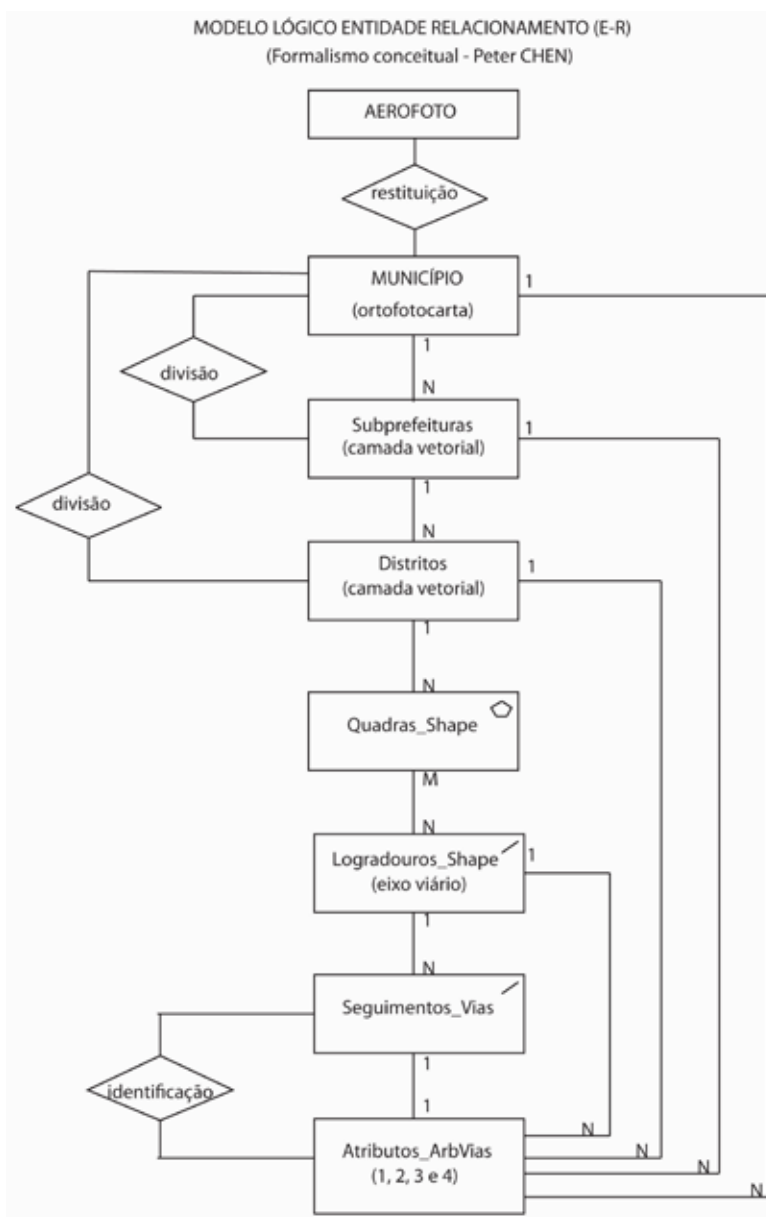 MODELO LÓGICO ENTIDADE RELACIONAMENTO (E-R)
(Formalismo conceitual - Peter CHEN)
AEROFOTO
restituição
MUNICÍPIO
(ortofotocarta)
1
1
divisão
N
Subprefeituras
(camada vetorial)
1
1
divisão
N
Distritos
(camada vetorial)
1
1
N
Quadras_Shape
M
N
Logradouros_Shape
(eixo viário)
1
1
N
Seguimentos_Vias
1
identificação
1
Atributos_ArbVias
(1, 2, 3 e 4)
N
N
N
N